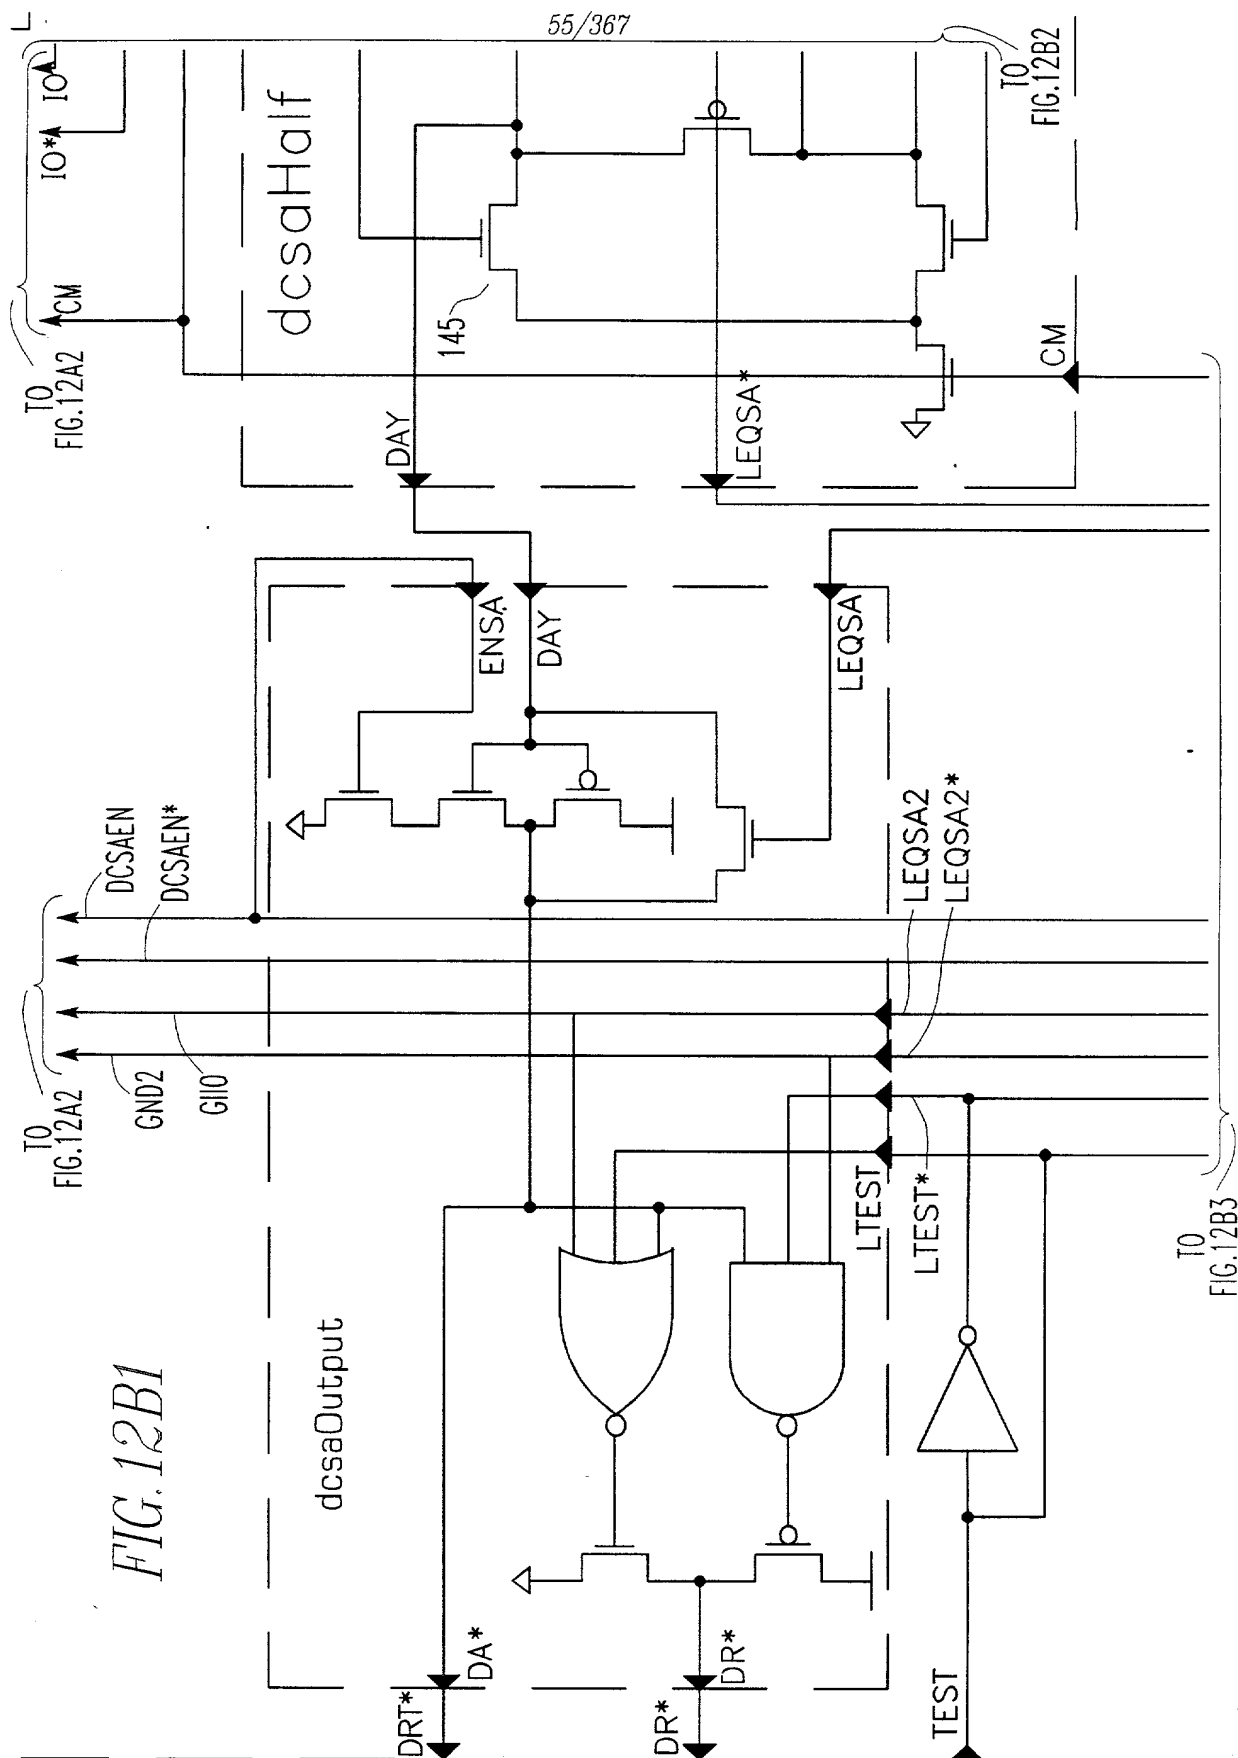 55/367
L
IO
IO*
CM
TO
FIG.12A2
TO
FIG.12B2
dcsaHalf
145
DAY
LEQSA*
CM
ENSA
DAY
LEQSA
DCSAEN
DCSAEN*
GIIO
GND2
TO
FIG.12A2
LEQSA2
LEQSA2*
LTEST
LTEST*
TO
FIG.12B3
FIG. 12B1
dcsaOutput
DA*
DRT*
DR*
DR*
TEST